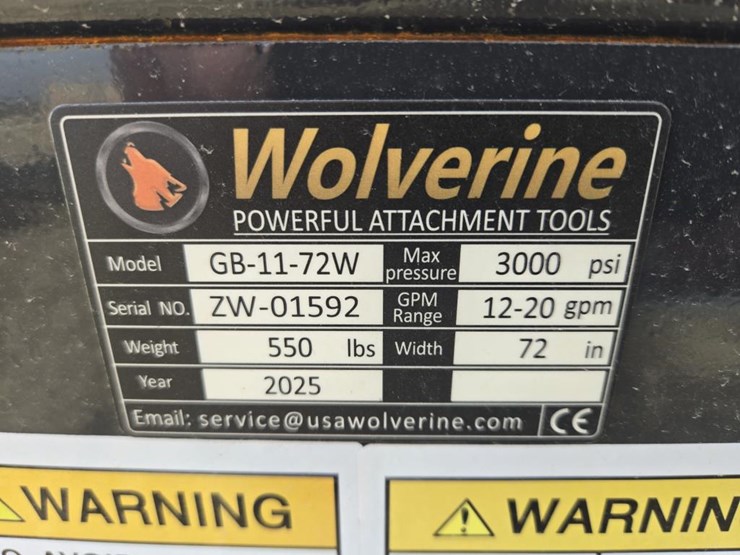 Wolverine
POWERFUL ATTACHMENT TOOLS
Model GB-11-72W Max pressure 3000 psi
Serial NO. ZW-01592 GPM Range 12-20 gpm
Weight 550 lbs Width 72 in
Year 2025
Email: service@usawolverine.com CE
WARNING WARNIN